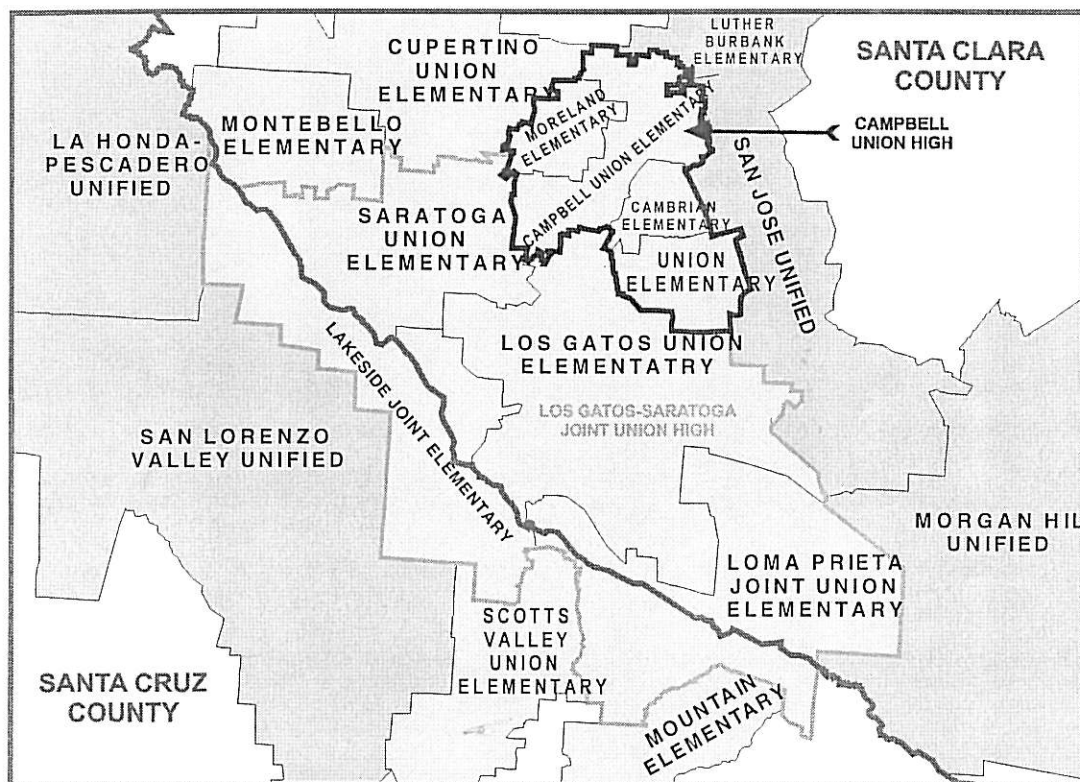 LUTHER
BURBANK
ELEMENTARY
CUPERTINO
UNION
ELEMENTARY
SANTA CLARA
COUNTY
MORELAND
ELEMENTARY
CAMPBELL UNION ELEMENTARY
CAMPBELL
UNION HIGH
MONTEBELLO
ELEMENTARY
LA HONDA-
PESCADERO
UNIFIED
SAN JOSE UNIFIED
SARATOGA
UNION
ELEMENTARY
CAMBRIAN
ELEMENTARY
UNION
ELEMENTARY
LOS GATOS UNION
ELEMENTATRY
LAKESIDE JOINT ELEMENTARY
LOS GATOS-SARATOGA
JOINT UNION HIGH
SAN LORENZO
VALLEY UNIFIED
MORGAN HIL
UNIFIED
LOMA PRIETA
JOINT UNION
ELEMENTARY
SCOTTS
VALLEY
UNION
ELEMENTARY
SANTA CRUZ
COUNTY
MOUNTAIN
ELEMENTARY